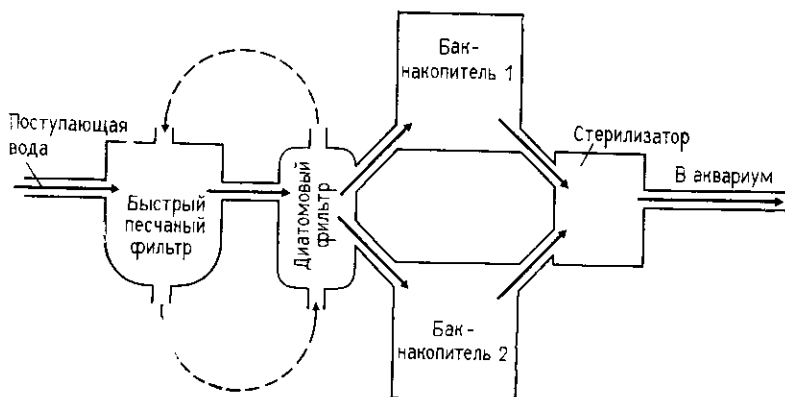 Бак-
накопитель 1
Поступающая
вода
Стерилизатор
В аквариум
Быстрый
песчаный
фильтр
Диатомовый
фильтр
Бак-
накопитель 2